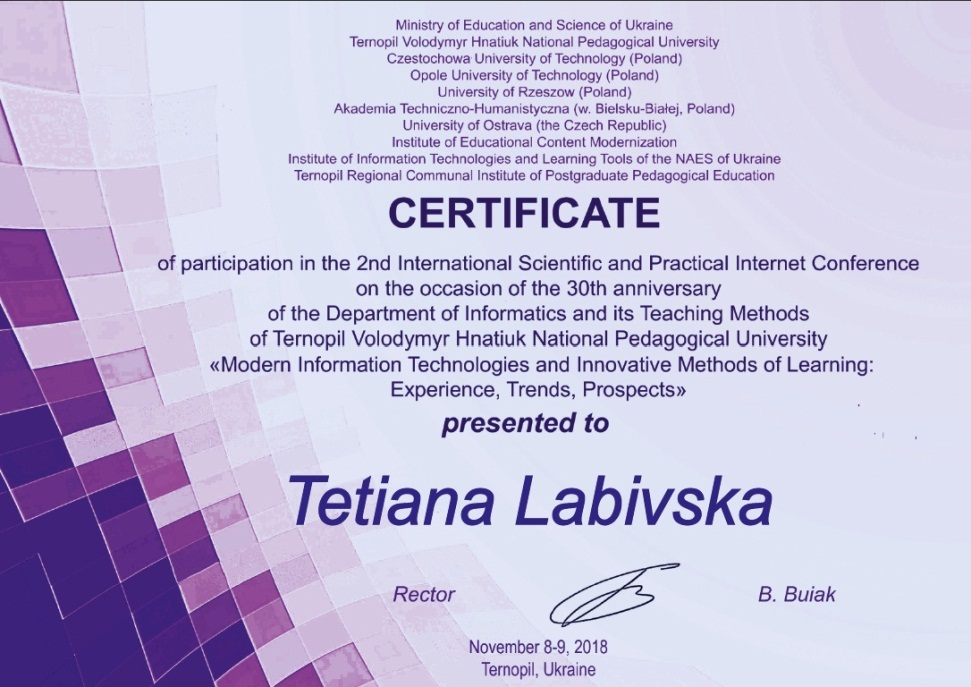 Ministry of Education and Science of Ukraine
Ternopil Volodymyr Hnatiuk National Pedagogical University
Czestochowa University of Technology (Poland)
Opole University of Technology (Poland)
University of Rzeszow (Poland)
Akademia Techniczno-Humanistyczna (w. Bielsku-Białej, Poland)
University of Ostrava (the Czech Republic)
Institute of Educational Content Modernization
Institute of Information Technologies and Learning Tools of the NAES of Ukraine
Ternopil Regional Communal Institute of Postgraduate Pedagogical Education
CERTIFICATE
of participation in the 2nd International Scientific and Practical Internet Conference
on the occasion of the 30th anniversary
of the Department of Informatics and its Teaching Methods
of Ternopil Volodymyr Hnatiuk National Pedagogical University
«Modern Information Technologies and Innovative Methods of Learning:
Experience, Trends, Prospects»
presented to
Tetiana Labivska
Rector B. Buiak
November 8-9, 2018
Ternopil, Ukraine